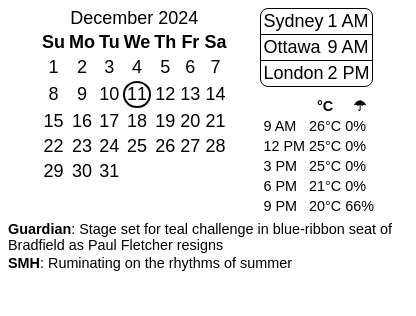 December 2024
Su Mo Tu We Th Fr Sa
1 2 3 4 5 6 7
8 9 10 11 12 13 14
15 16 17 18 19 20 21
22 23 24 25 26 27 28
29 30 31
Sydney 1 AM
Ottawa 9 AM
London 2 PM
°C ☂
9 AM 26°C 0%
12 PM 25°C 0%
3 PM 25°C 0%
6 PM 21°C 0%
9 PM 20°C 66%
Guardian: Stage set for teal challenge in blue-ribbon seat of
Bradfield as Paul Fletcher resigns
SMH: Ruminating on the rhythms of summer